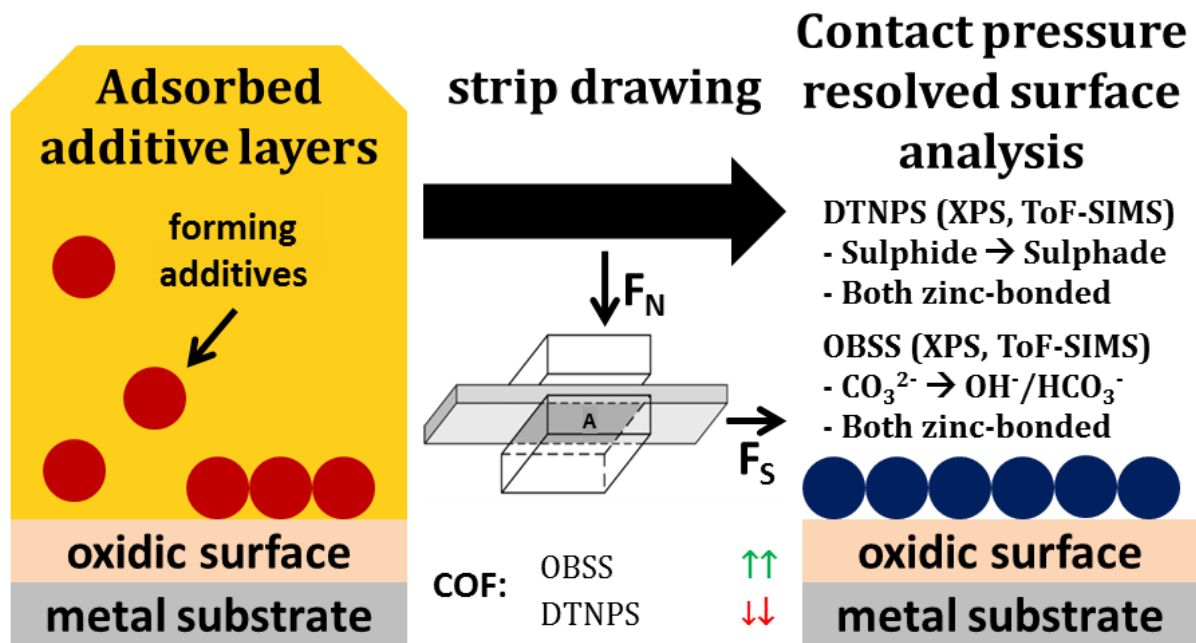 Adsorbed
additive layers
forming
additives
oxidic surface
metal substrate
strip drawing
F_N
A
F_S
COF: OBSS ↑↑
DTNPS ↓↓
Contact pressure
resolved surface
analysis
DTNPS (XPS, ToF-SIMS)
- Sulphide → Sulphade
- Both zinc-bonded
OBSS (XPS, ToF-SIMS)
- CO₃²⁻ → OH⁻/HCO₃⁻
- Both zinc-bonded
oxidic surface
metal substrate